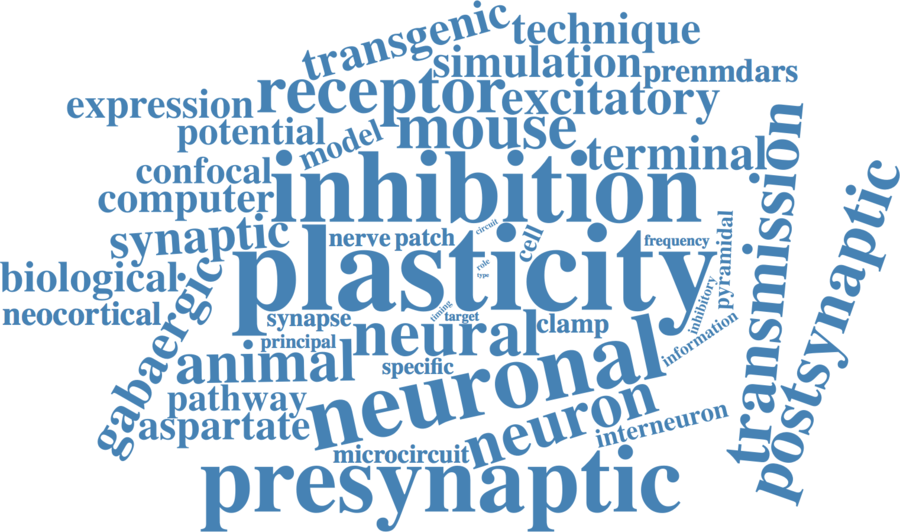 transgenic
technique
simulation
prenmdars
expression
receptor
excitatory
potential
model
mouse
transmission
confocal
inhibition
terminal
computer
postsynaptic
synaptic
nerve patch
circuit
cell
frequency
pyramidal
plasticity
role
type
biological
gabaergic
neocortical
synapse
timing
target
inhibitory
neural
clamp
information
principal
animal
specific
neuronal
pathway
aspartate
neuron
interneuron
microcircuit
presynaptic